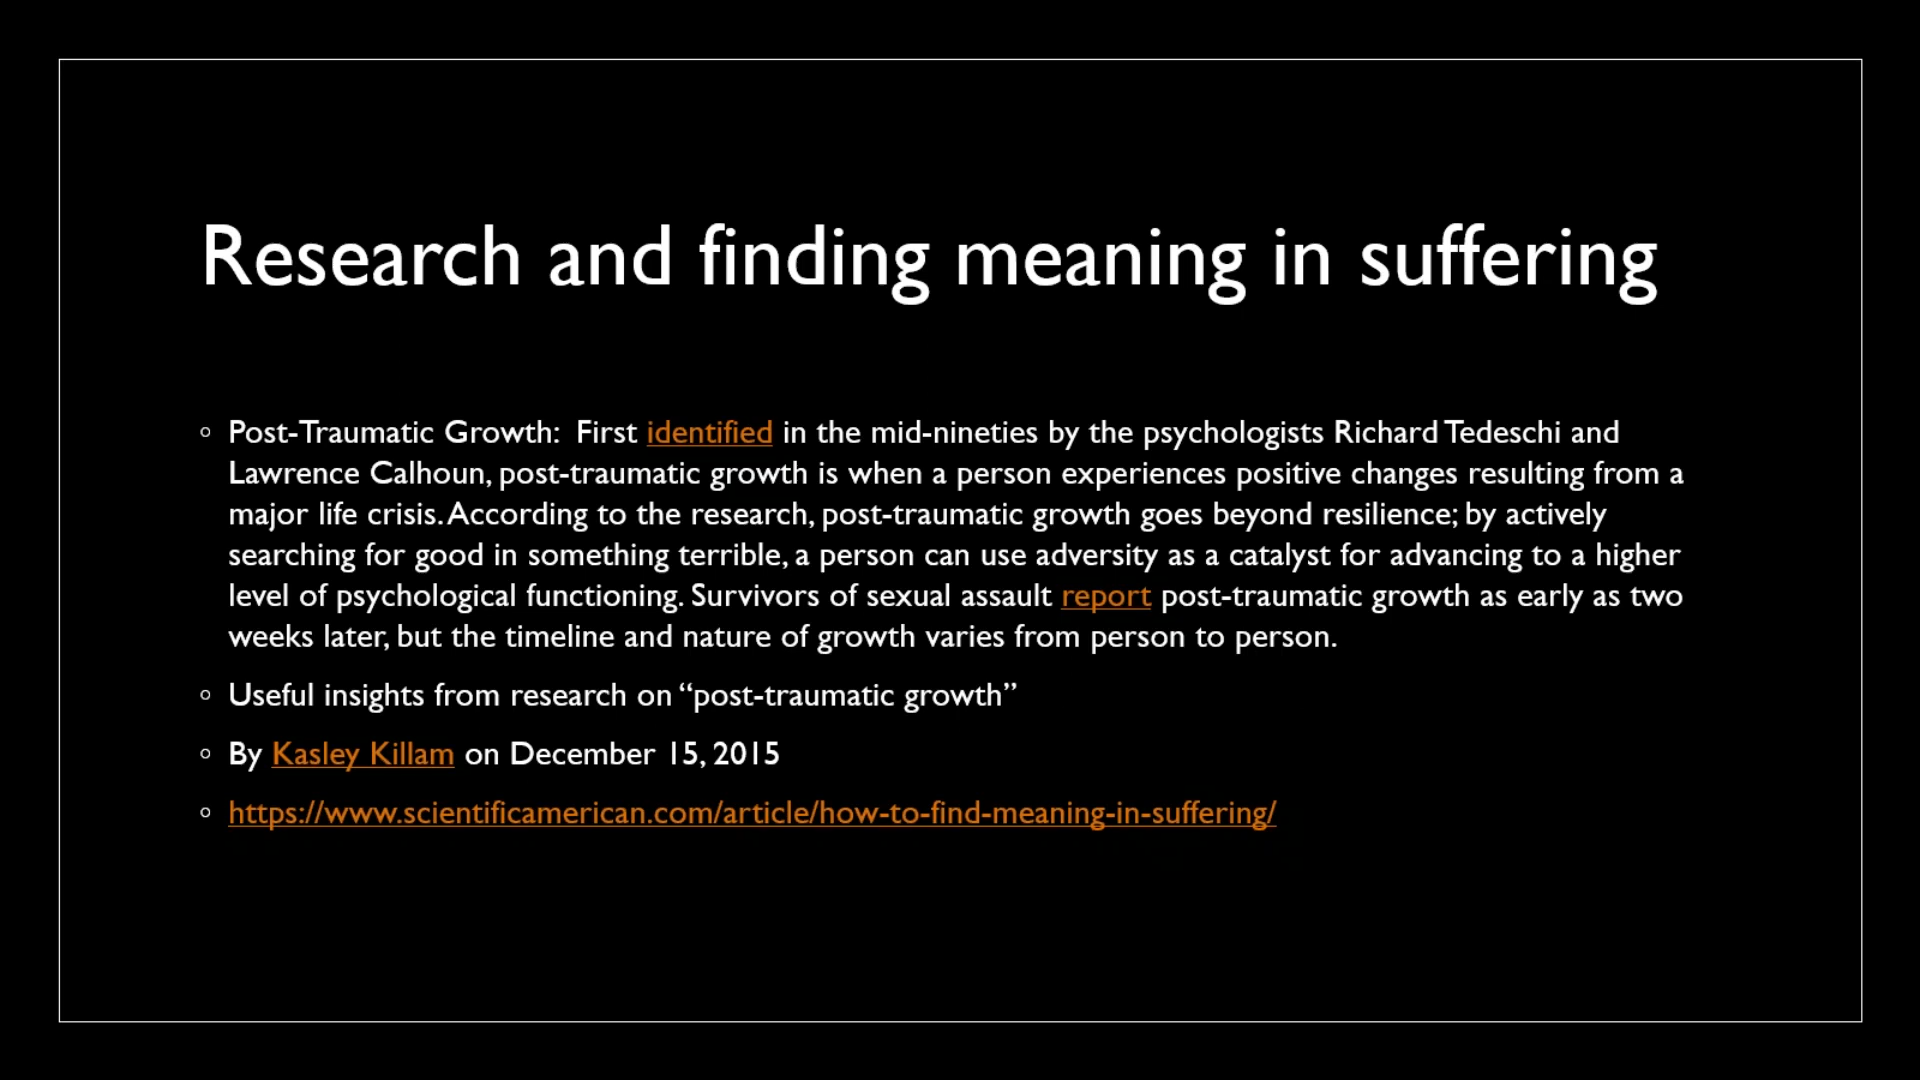 Research and finding meaning in suffering
◦ Post-Traumatic Growth:  First identified in the mid-nineties by the psychologists Richard Tedeschi and
Lawrence Calhoun, post-traumatic growth is when a person experiences positive changes resulting from a
major life crisis. According to the research, post-traumatic growth goes beyond resilience; by actively
searching for good in something terrible, a person can use adversity as a catalyst for advancing to a higher
level of psychological functioning. Survivors of sexual assault report post-traumatic growth as early as two
weeks later, but the timeline and nature of growth varies from person to person.
◦ Useful insights from research on “post-traumatic growth”
◦ By Kasley Killam on December 15, 2015
◦ https://www.scientificamerican.com/article/how-to-find-meaning-in-suffering/